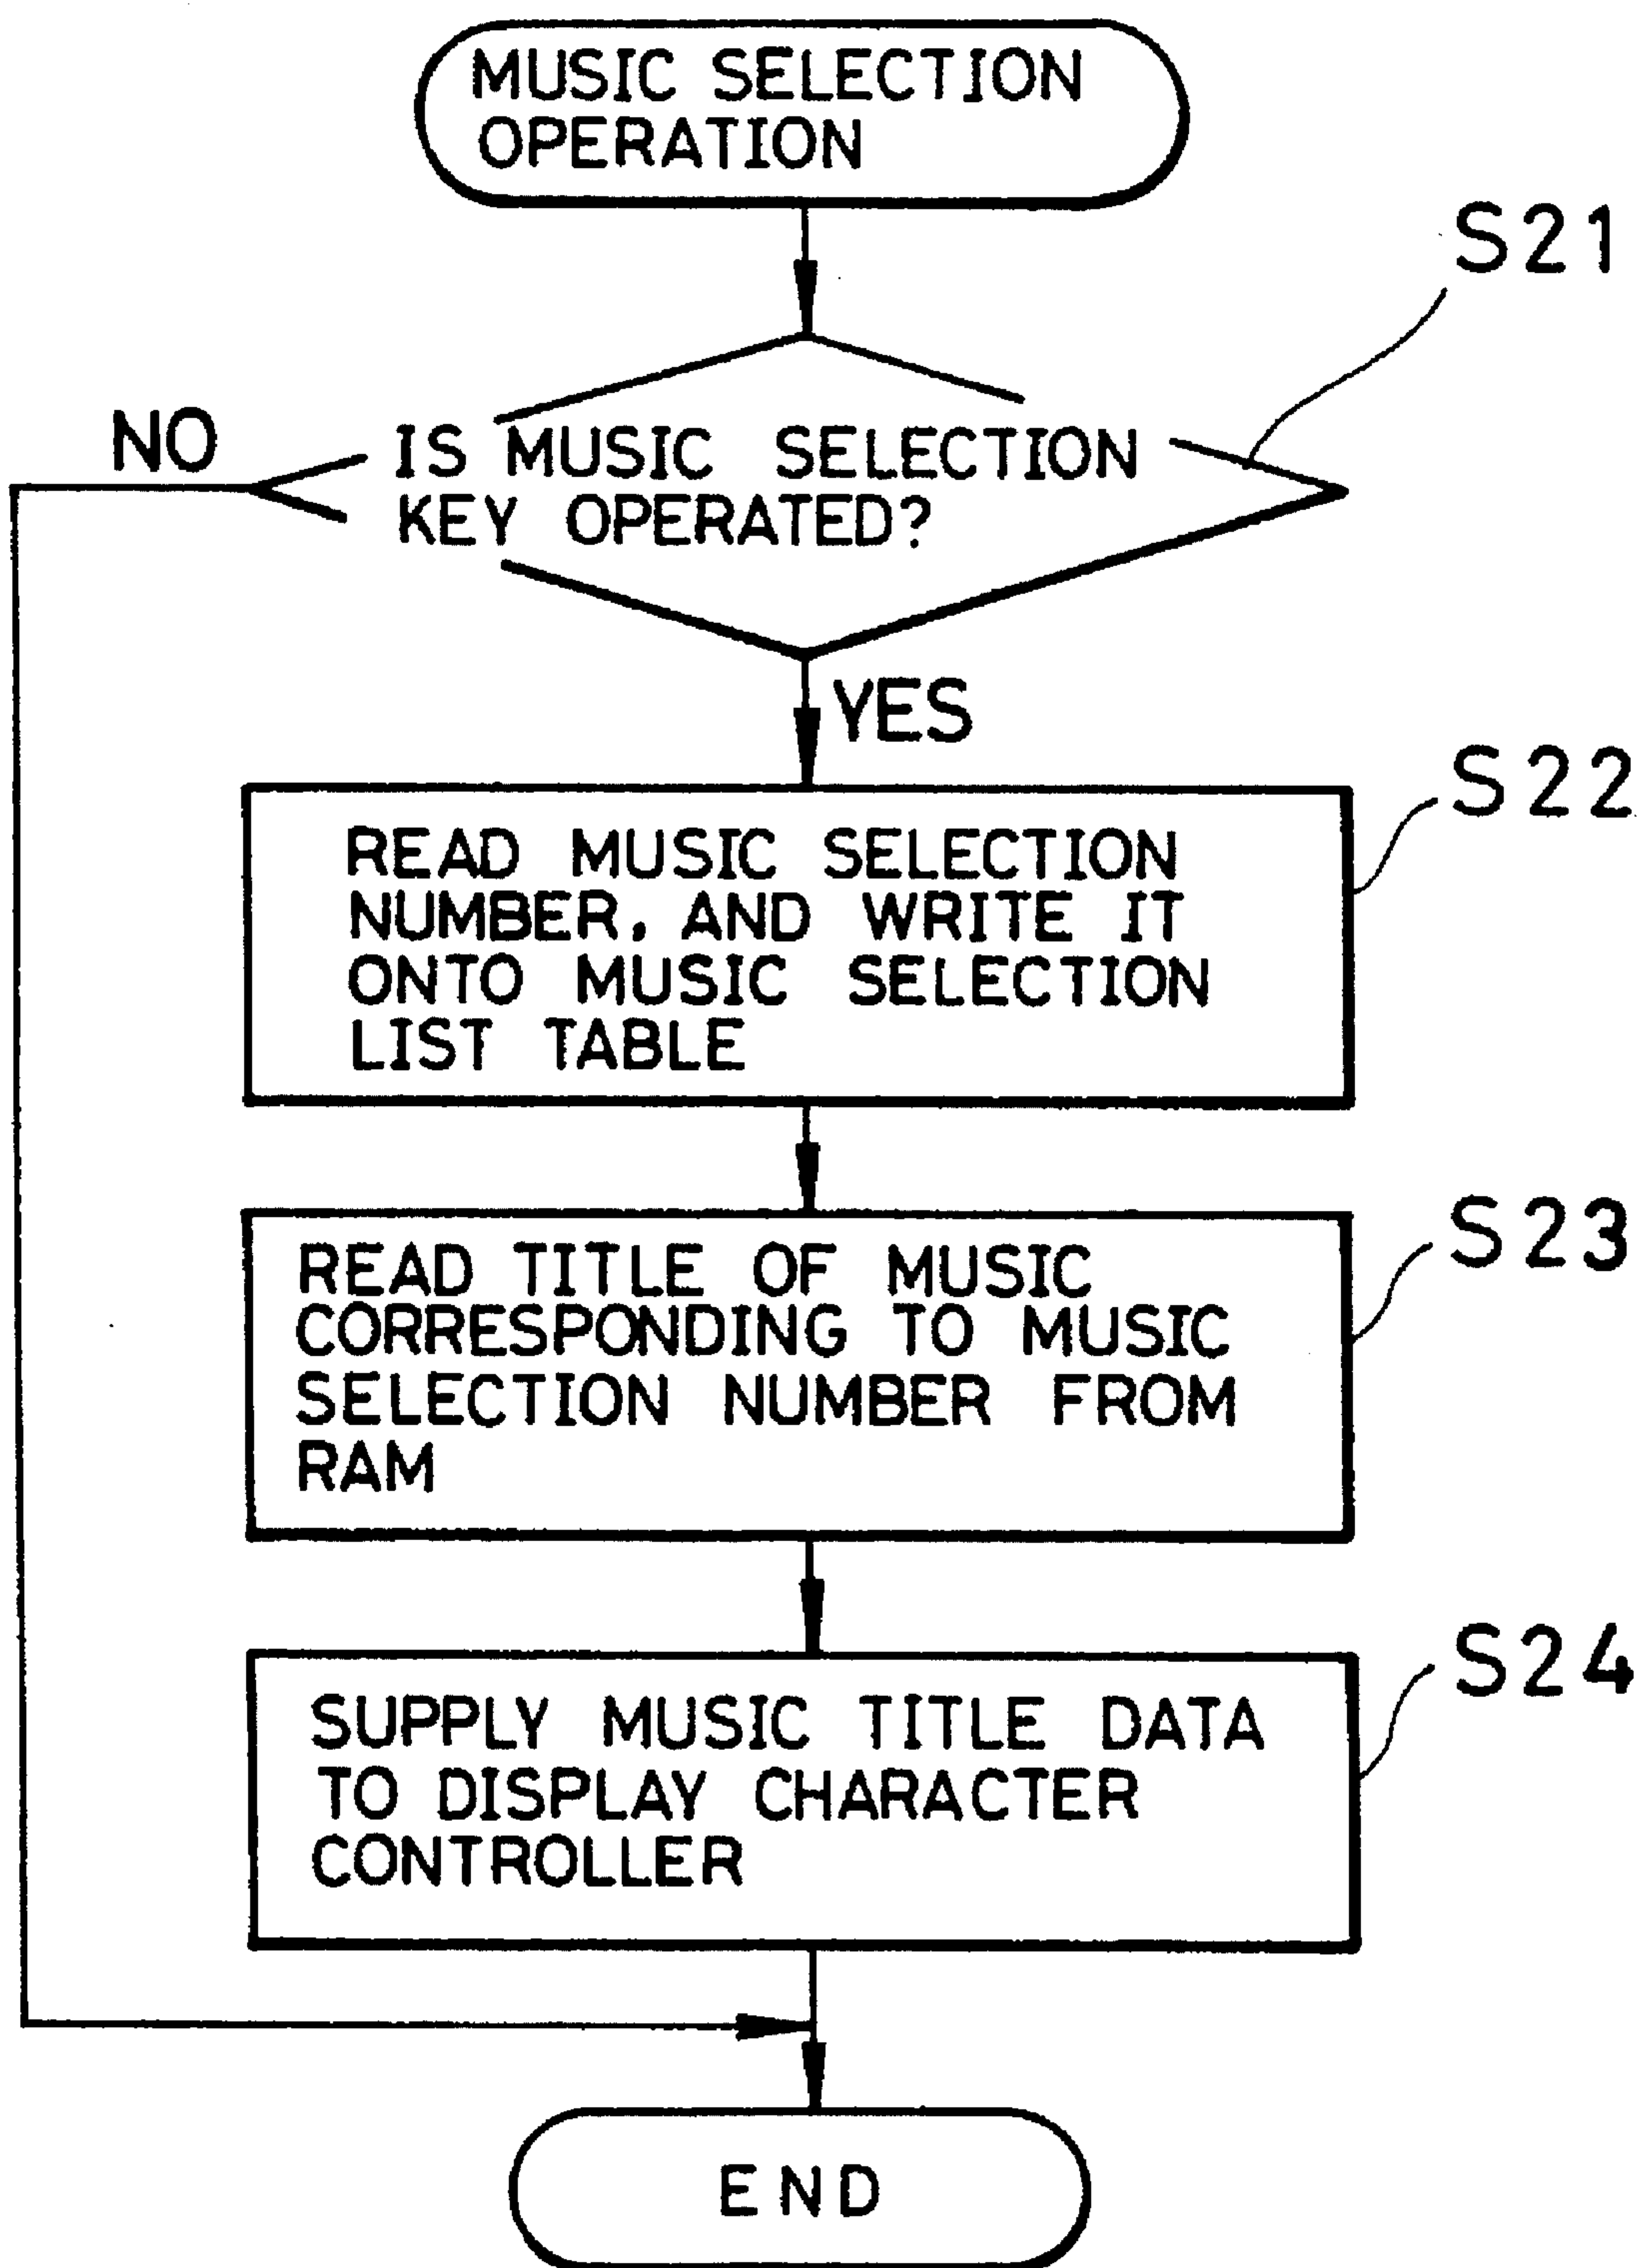 MUSIC SELECTION
OPERATION
S21
NO
IS MUSIC SELECTION
KEY OPERATED?
YES
S22
READ MUSIC SELECTION
NUMBER, AND WRITE IT
ONTO MUSIC SELECTION
LIST TABLE
S23
READ TITLE OF MUSIC
CORRESPONDING TO MUSIC
SELECTION NUMBER FROM
RAM
S24
SUPPLY MUSIC TITLE DATA
TO DISPLAY CHARACTER
CONTROLLER
END